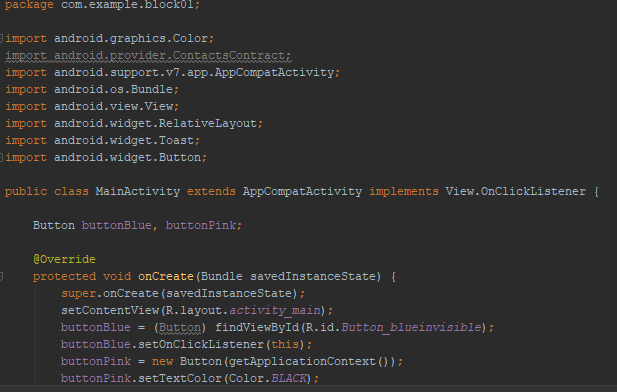 package com.example.block01;
import android.graphics.Color;
import android.provider.ContactsContract;
import android.support.v7.app.AppCompatActivity;
import android.os.Bundle;
import android.view.View;
import android.widget.RelativeLayout;
import android.widget.Toast;
import android.widget.Button;
public class MainActivity extends AppCompatActivity implements View.OnClickListener {
Button buttonBlue, buttonPink;
@Override
protected void onCreate(Bundle savedInstanceState) {
super.onCreate(savedInstanceState);
setContentView(R.layout.activity_main);
buttonBlue = (Button) findViewById(R.id.Button_blueinvisible);
buttonBlue.setOnClickListener(this);
buttonPink = new Button(getApplicationContext());
buttonPink.setTextColor(Color.BLACK);